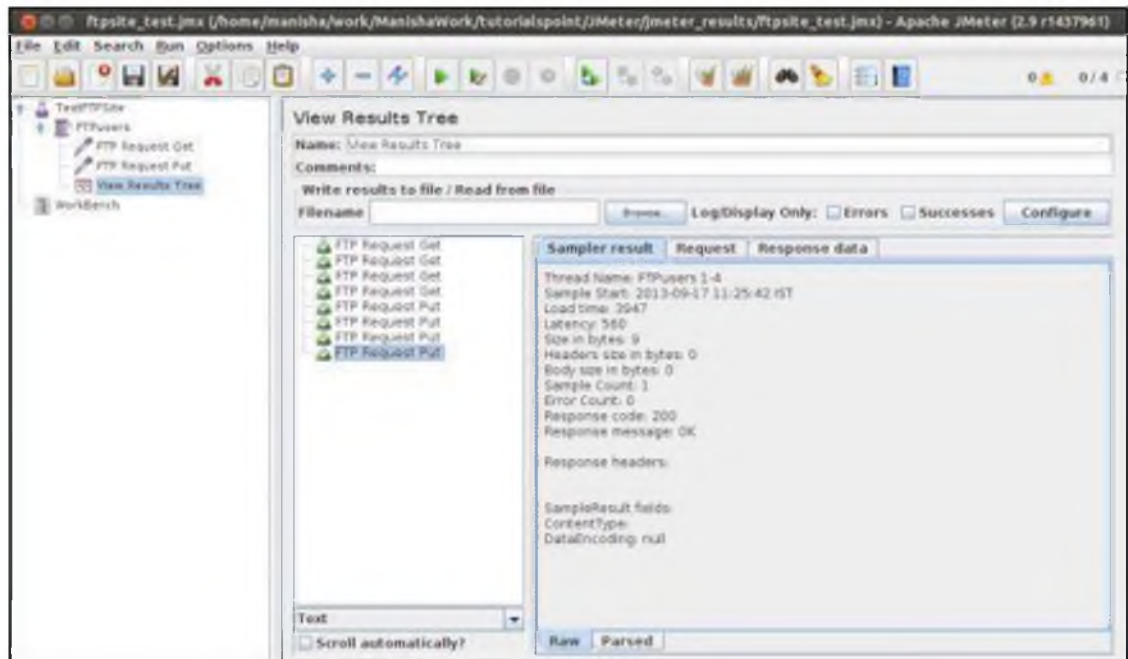 ftpsite_test.jmx (/home/manisha/work/ManishaWork/tutorialspoint/JMeter/jmeter_results/ftpsite_test.jmx) - Apache JMeter (2.9 r1437961)
File Edit Search Run Options Help
0 0 / 4
TestFTPSite
FTPusers
FTP Request Get
FTP Request Put
View Results Tree
WorkBench
View Results Tree
Name: View Results Tree
Comments:
Write results to file / Read from file
Filename Browse... Log/Display Only: Errors Successes Configure
FTP Request Get
FTP Request Get
FTP Request Get
FTP Request Get
FTP Request Put
FTP Request Put
FTP Request Put
FTP Request Put
Text
Scroll automatically?
Sampler result Request Response data
Thread Name: FTPusers 1-4
Sample Start: 2013-09-17 11:25:42 IST
Load time: 3947
Latency: 560
Size in bytes: 9
Headers size in bytes: 0
Body size in bytes: 0
Sample Count: 1
Error Count: 0
Response code: 200
Response message: OK
Response headers:
SampleResult fields:
ContentType:
DataEncoding: null
Raw Parsed